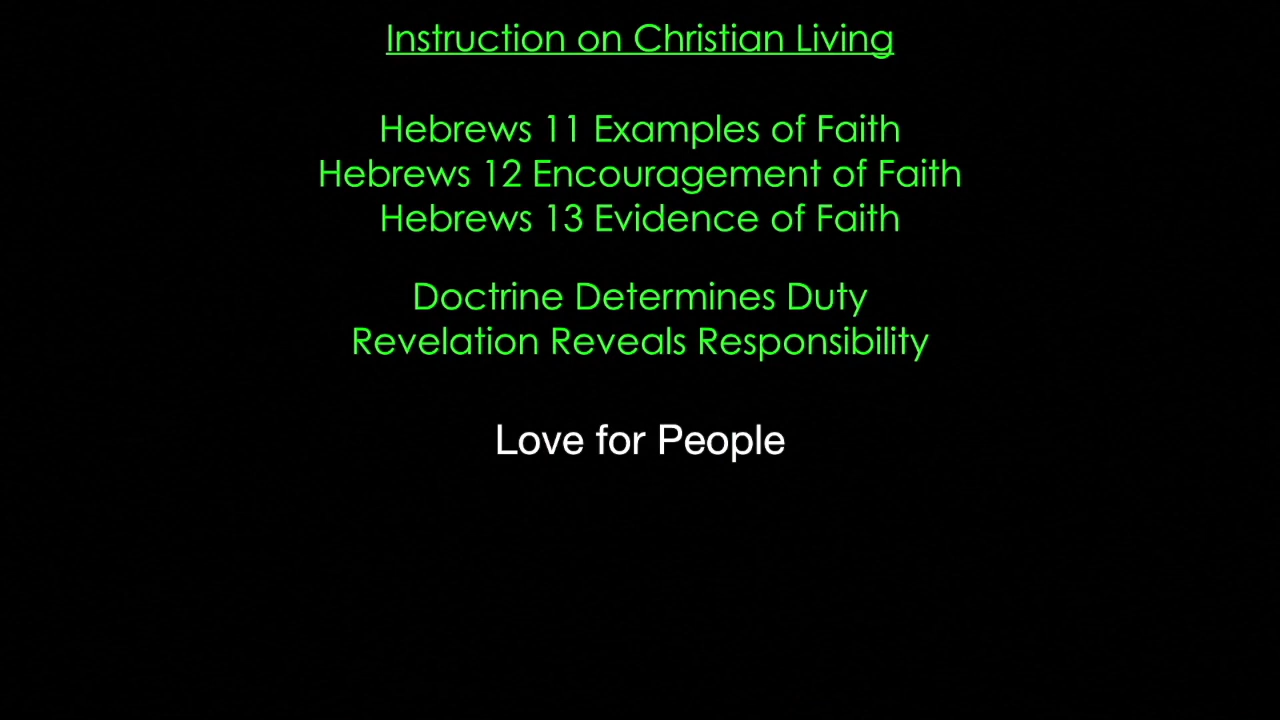 Instruction on Christian Living
Hebrews 11 Examples of Faith
Hebrews 12 Encouragement of Faith
Hebrews 13 Evidence of Faith
Doctrine Determines Duty
Revelation Reveals Responsibility
Love for People